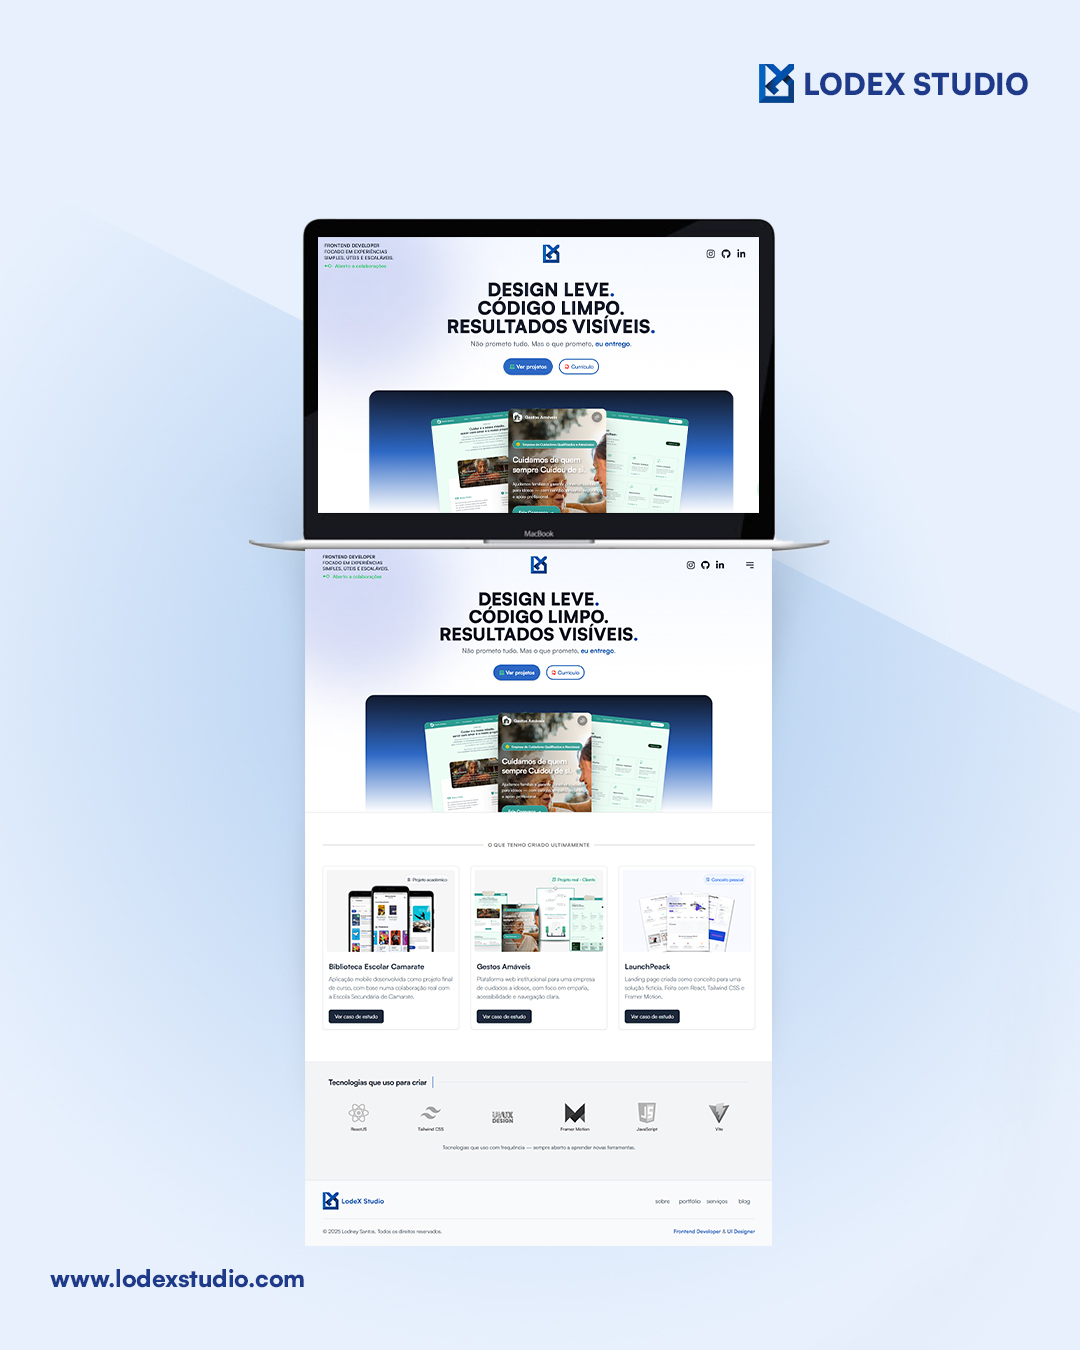 LODEX STUDIO
FRONTEND DEVELOPER
FOCADO EM EXPERIÊNCIAS
SIMPLES, ÚTEIS E ESCALÁVEIS.
Aberto a colaborações
DESIGN LEVE.
CÓDIGO LIMPO.
RESULTADOS VISÍVEIS.
Não prometo tudo. Mas o que prometo, eu entrego.
Ver projetos
Currículo
Gestos Amáveis
Empresa de Cuidadores Qualificados e Atenciosos
Cuidamos de quem
sempre Cuidou de si.
MacBook
FRONTEND DEVELOPER
FOCADO EM EXPERIÊNCIAS
SIMPLES, ÚTEIS E ESCALÁVEIS.
Aberto a colaborações
DESIGN LEVE.
CÓDIGO LIMPO.
RESULTADOS VISÍVEIS.
Não prometo tudo. Mas o que prometo, eu entrego.
Ver projetos
Currículo
Gestos Amáveis
Cuidamos de quem
sempre Cuidou de si.
O QUE TENHO CRIADO ULTIMAMENTE
Projeto académico
Projeto real - Cliente
Conceito pessoal
Biblioteca Escolar Camarate
Aplicação mobile desenvolvida como projeto final
de curso, com base numa colaboração real com
a Escola Secundária de Camarate.
Ver caso de estudo
Gestos Amáveis
Plataforma web institucional para uma empresa
de cuidados a idosos, com foco em empatia,
acessibilidade e navegação clara.
Ver caso de estudo
LaunchPeack
Landing page criada como conceito para uma
solução fictícia. Feita com React, Tailwind CSS e
Framer Motion.
Ver caso de estudo
Tecnologias que uso para criar
ReactJS
Tailwind CSS
UI/UX
DESIGN
Framer Motion
JS
JavaScript
Vite
Tecnologias que uso com frequência — sempre aberto a aprender novas ferramentas.
LodeX Studio
sobre portfólio serviços blog
© 2025 Lodney Santos. Todos os direitos reservados.
Frontend Developer & UI Designer
www.lodexstudio.com